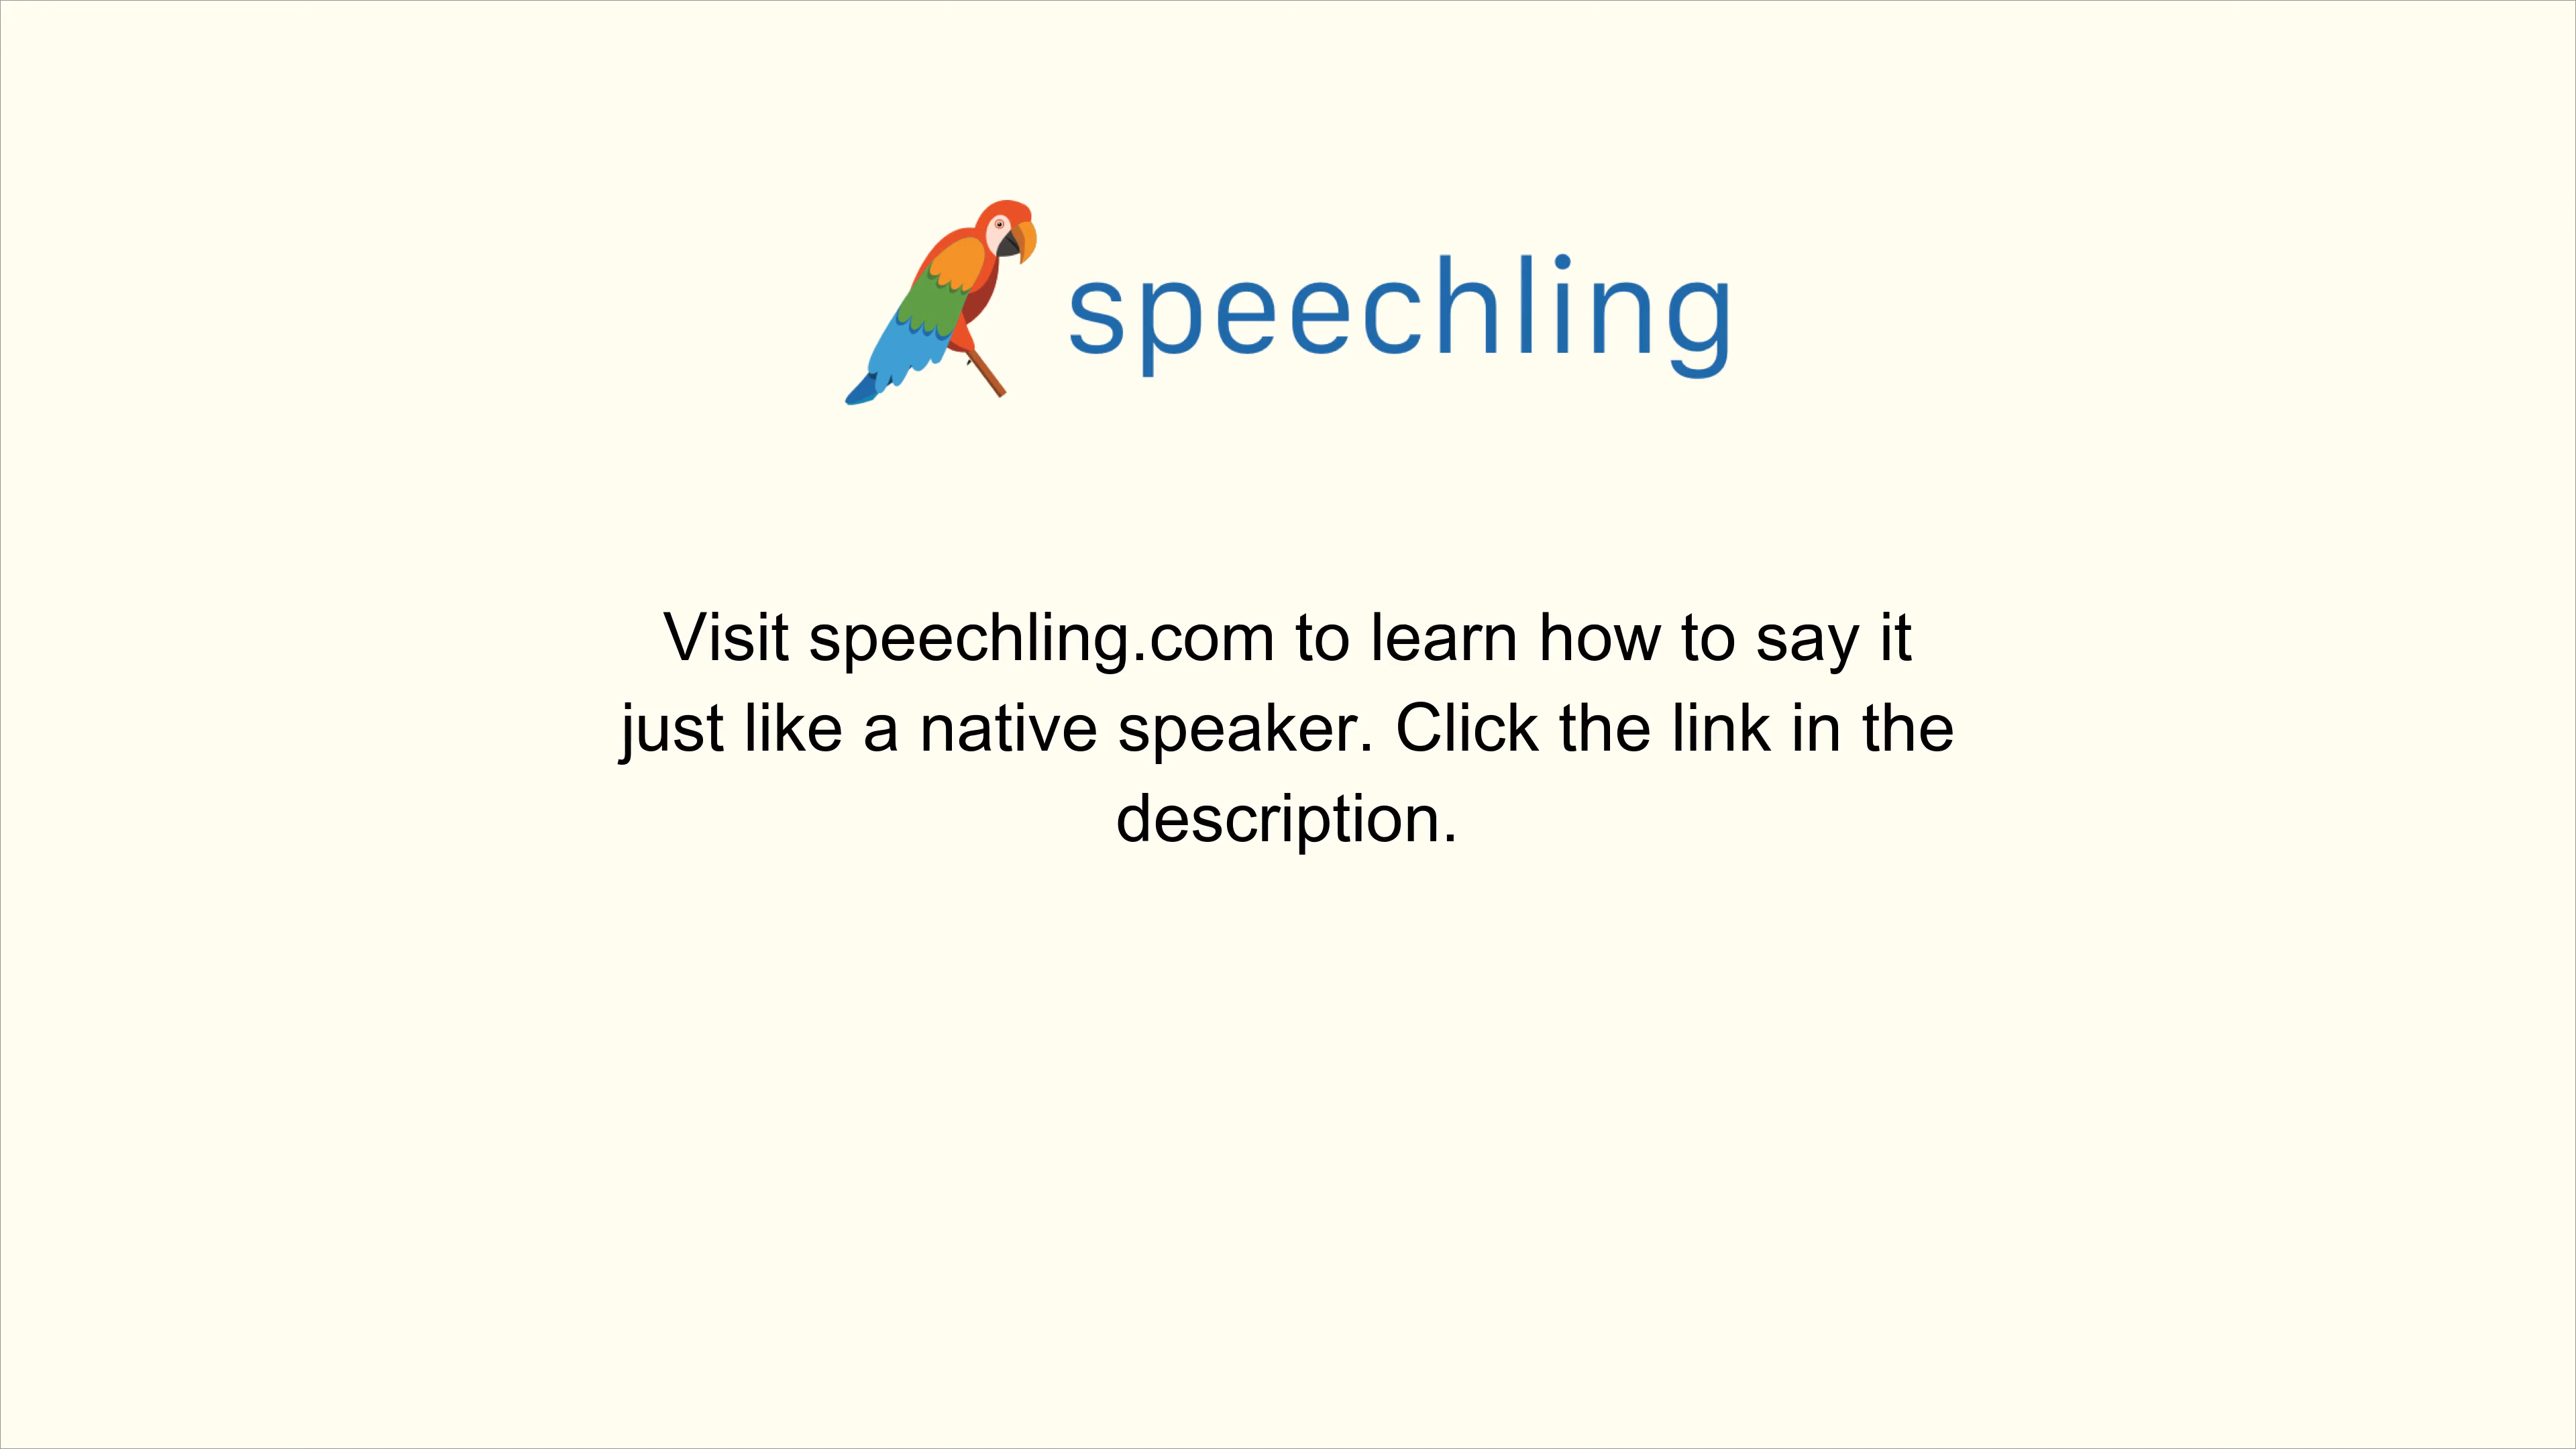 speechling
Visit speechling.com to learn how to say it
just like a native speaker. Click the link in the
description.